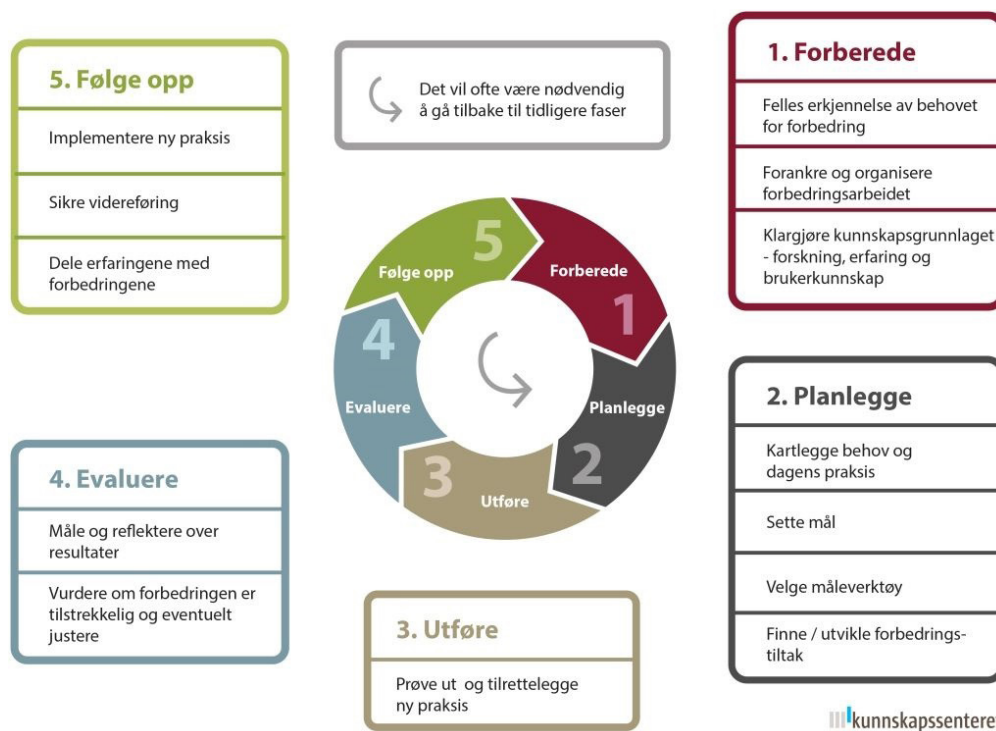 5. Følge opp
Implementere ny praksis
Sikre videreføring
Dele erfaringene med
forbedringene
Det vil ofte være nødvendig
å gå tilbake til tidligere faser
1. Forberede
Felles erkjennelse av behovet
for forbedring
Forankre og organisere
forbedringsarbeidet
Klargjøre kunnskapsgrunnlaget
- forskning, erfaring og
brukerkunnskap
5
Følge opp
Forberede
1
4
Evaluere
Planlegge
2
3
Utføre
2. Planlegge
Kartlegge behov og
dagens praksis
Sette mål
Velge måleverktøy
Finne / utvikle forbedrings-
tiltak
4. Evaluere
Måle og reflektere over
resultater
Vurdere om forbedringen er
tilstrekkelig og eventuelt
justere
3. Utføre
Prøve ut og tilrettelegge
ny praksis
kunnskapssentere